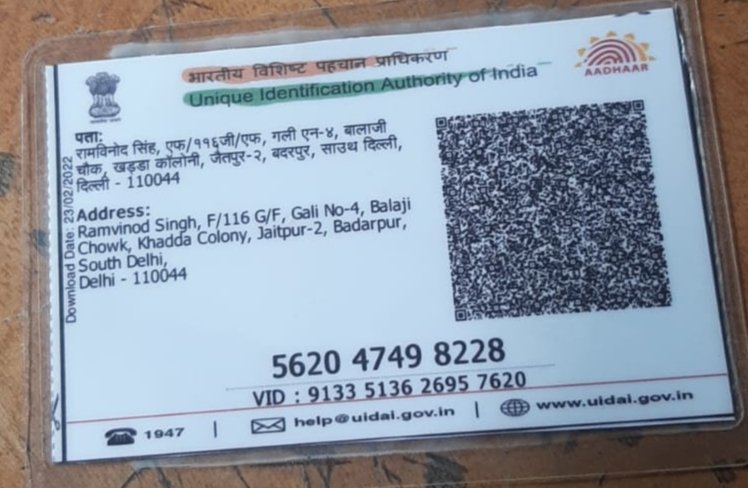 भारतीय विशिष्ट पहचान प्राधिकरण
Unique Identification Authority of India
AADHAAR
पता:
रामविनोद सिंह, एफ/११६जी/एफ, गली एन-४, बालाजी
चौक, खड्डा कॉलोनी, जैतपुर-२, बदरपुर, साउथ दिल्ली,
दिल्ली - 110044
Address:
Ramvinod Singh, F/116 G/F, Gali No-4, Balaji
Chowk, Khadda Colony, Jaitpur-2, Badarpur,
South Delhi,
Delhi - 110044
Download Date: 23/02/2022
5620 4749 8228
VID : 9133 5136 2695 7620
1947 | help@uidai.gov.in | www.uidai.gov.in